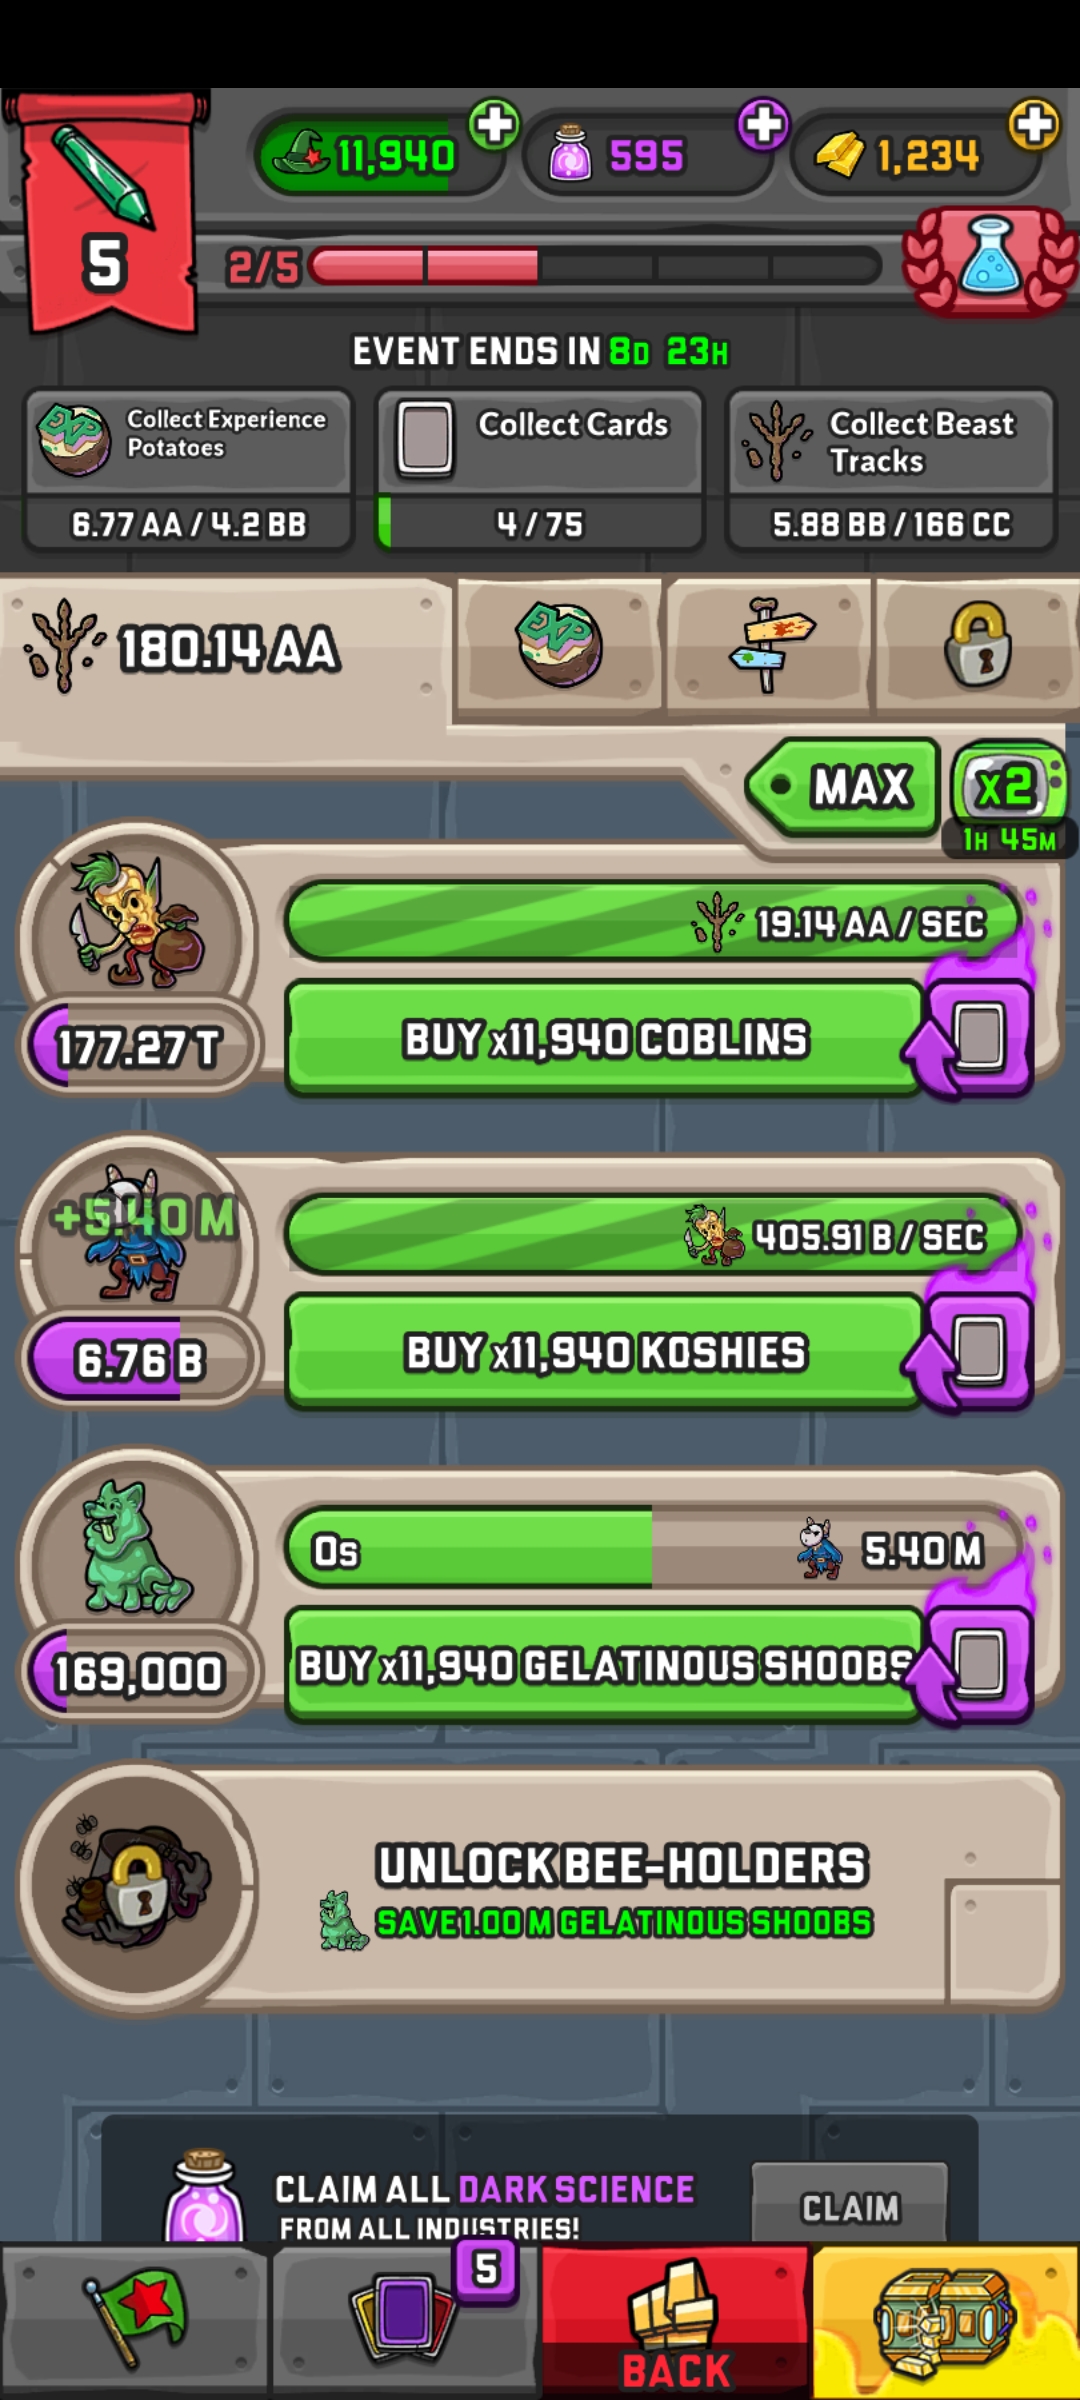 11,940
595
1,234
5
2/5
EVENT ENDS IN 8D 23H
Collect Experience
Potatoes
6.77 AA / 4.2 BB
Collect Cards
4 / 75
Collect Beast
Tracks
5.88 BB / 166 CC
180.14 AA
EXP
MAX
x2
1H 45M
19.14 AA / SEC
177.27 T
BUY x11,940 COBLINS
+5.40 M
405.91 B / SEC
6.76 B
BUY x11,940 KOSHIES
0s
5.40 M
169,000
BUY x11,940 GELATINOUS SHOOBS
UNLOCK BEE-HOLDERS
SAVE 1.00 M GELATINOUS SHOOBS
CLAIM ALL DARK SCIENCE
FROM ALL INDUSTRIES!
CLAIM
5
BACK